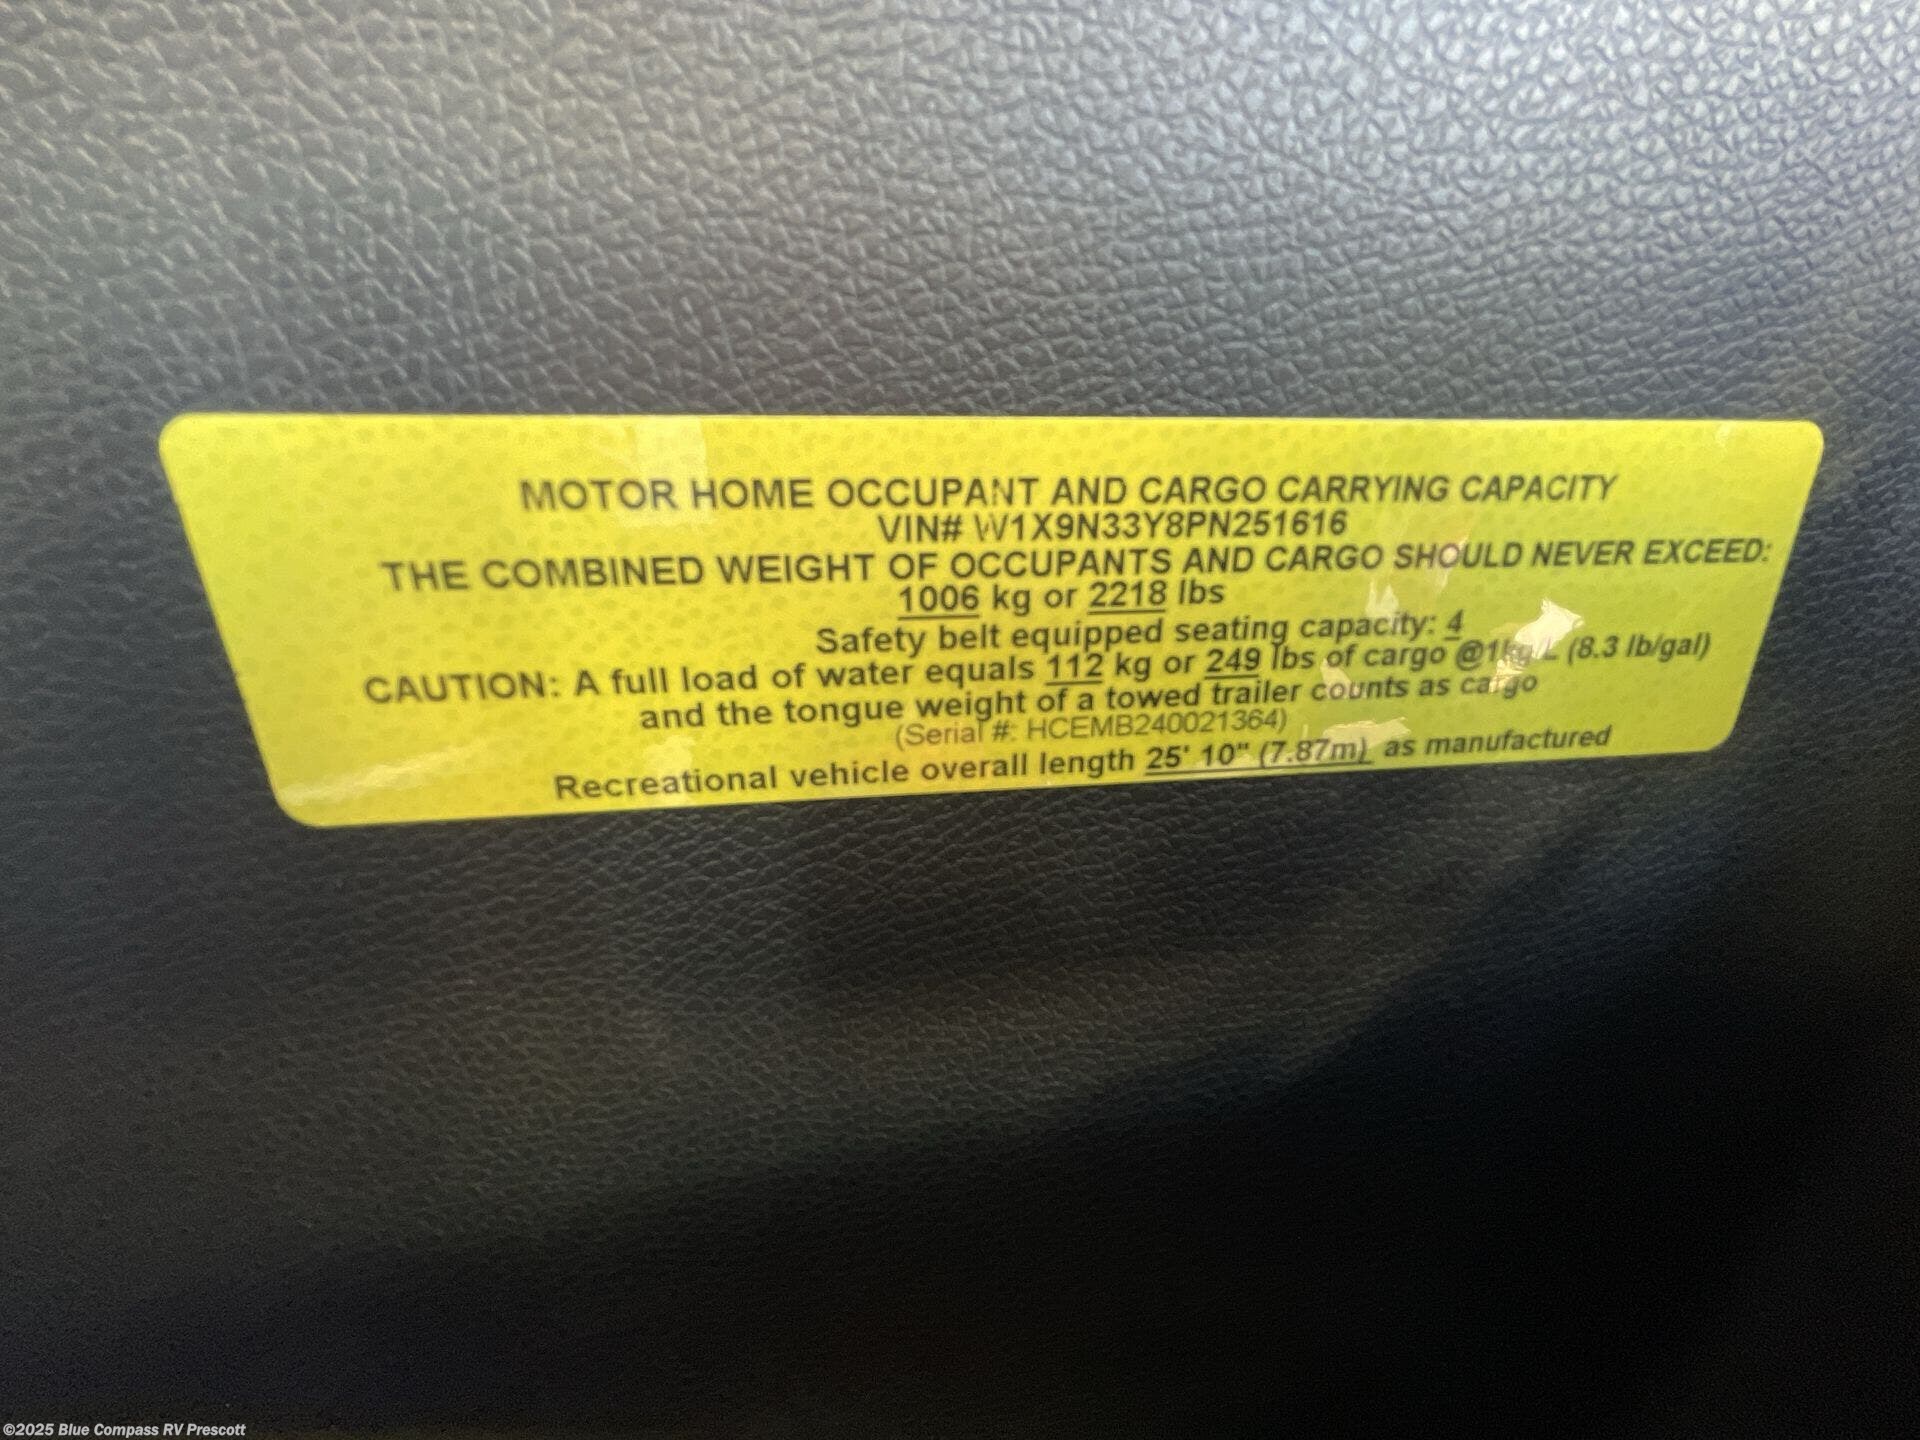 MOTOR HOME OCCUPANT AND CARGO CARRYING CAPACITY
VIN# W1X9N33Y8PN251616
THE COMBINED WEIGHT OF OCCUPANTS AND CARGO SHOULD NEVER EXCEED:
1006 kg or 2218 lbs
Safety belt equipped seating capacity: 4
CAUTION: A full load of water equals 112 kg or 249 lbs of cargo @1kg/L (8.3 lb/gal)
and the tongue weight of a towed trailer counts as cargo
(Serial #: HCEMB240021364)
Recreational vehicle overall length 25' 10" (7.87m) as manufactured
©2025 Blue Compass RV Prescott